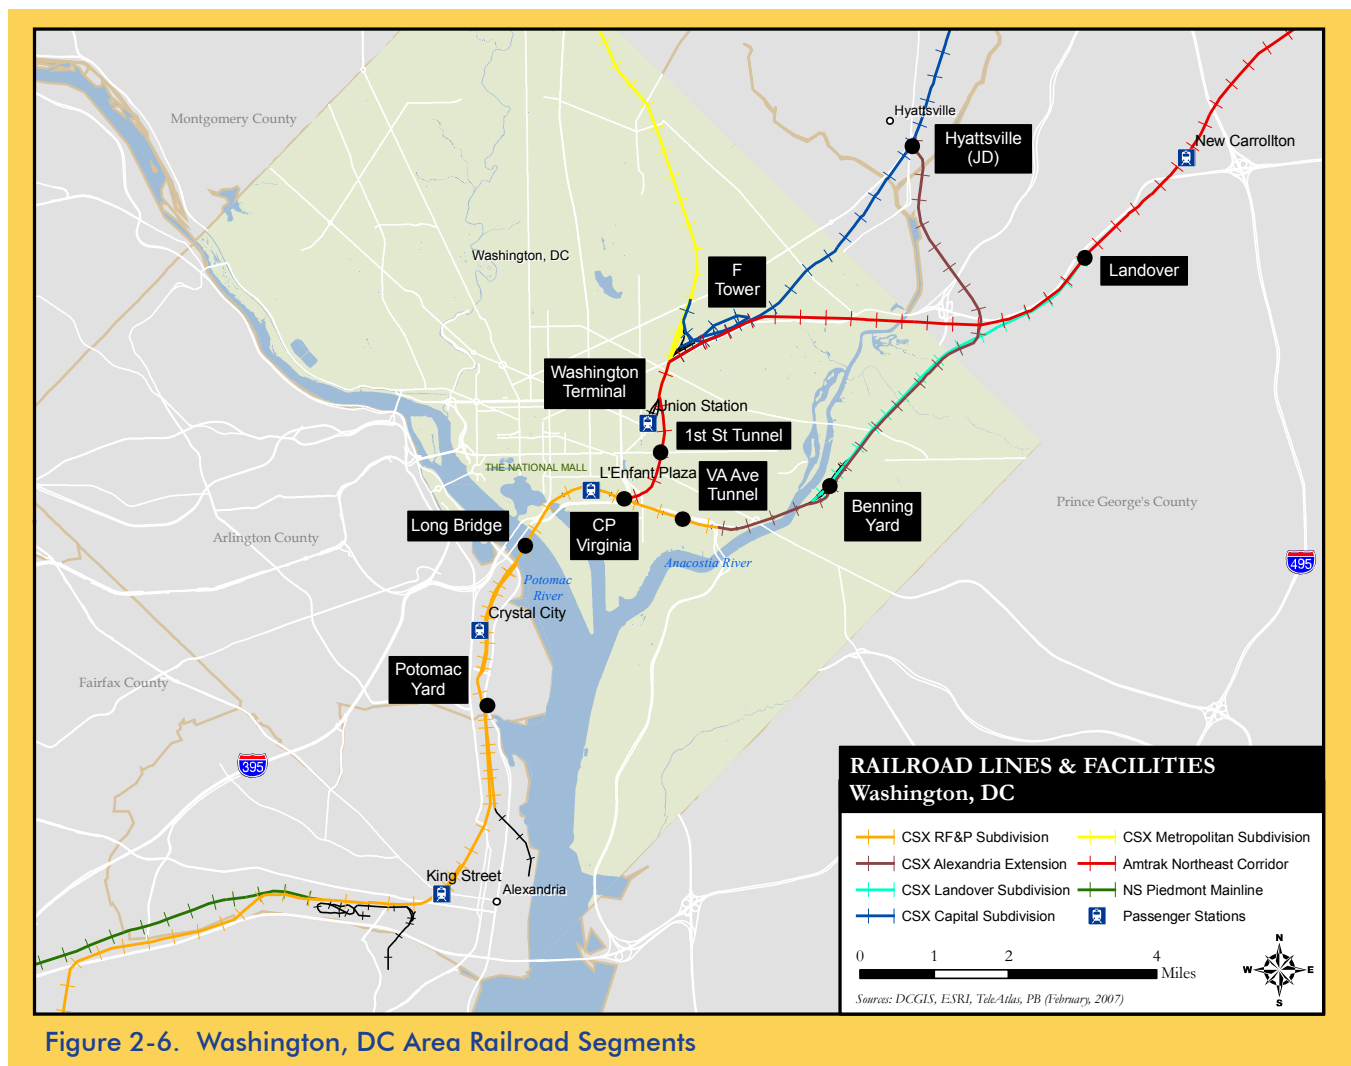 Montgomery County
Hyattsville
Hyattsville
(JD)
New Carrollton
Washington, DC
F
Tower
Landover
Washington
Terminal
Union Station
1st St Tunnel
THE NATIONAL MALL
L'Enfant Plaza
VA Ave
Tunnel
Long Bridge
CP
Virginia
Benning
Yard
Prince George's County
Arlington County
Anacostia River
495
Potomac
River
Crystal City
Potomac
Yard
Fairfax County
395
King Street
Alexandria
RAILROAD LINES & FACILITIES
Washington, DC
CSX RF&P Subdivision
CSX Metropolitan Subdivision
CSX Alexandria Extension
Amtrak Northeast Corridor
CSX Landover Subdivision
NS Piedmont Mainline
CSX Capital Subdivision
Passenger Stations
0 1 2 4
Miles
N
W E
S
Sources: DCGIS, ESRI, TeleAtlas, PB (February, 2007)
Figure 2-6. Washington, DC Area Railroad Segments